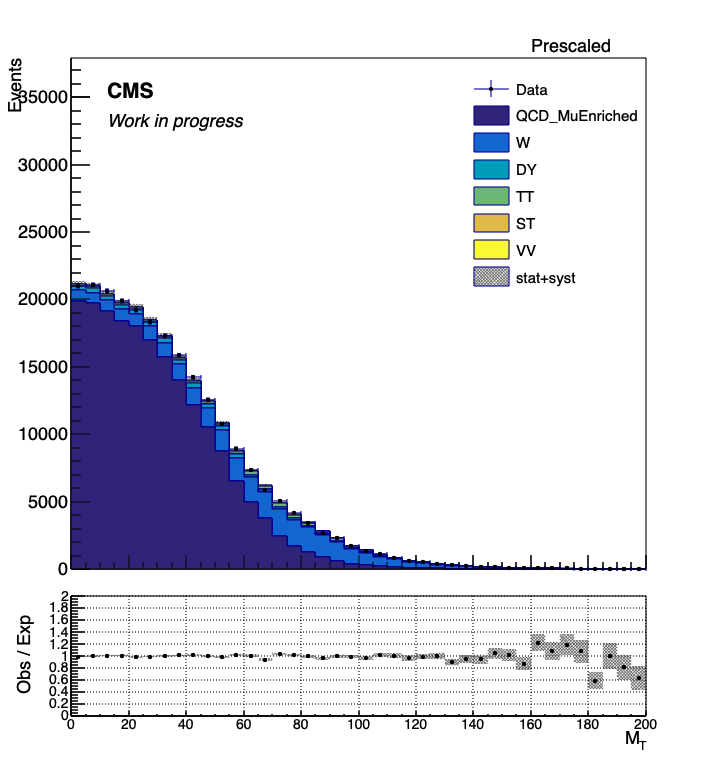 Prescaled
Events
CMS
Work in progress
Data
QCD_MuEnriched
W
DY
TT
ST
VV
stat+syst
35000
30000
25000
20000
15000
10000
5000
0
Obs / Exp
2
1.8
1.6
1.4
1.2
1
0.8
0.6
0.4
0.2
0
0 20 40 60 80 100 120 140 160 180 200
M_T